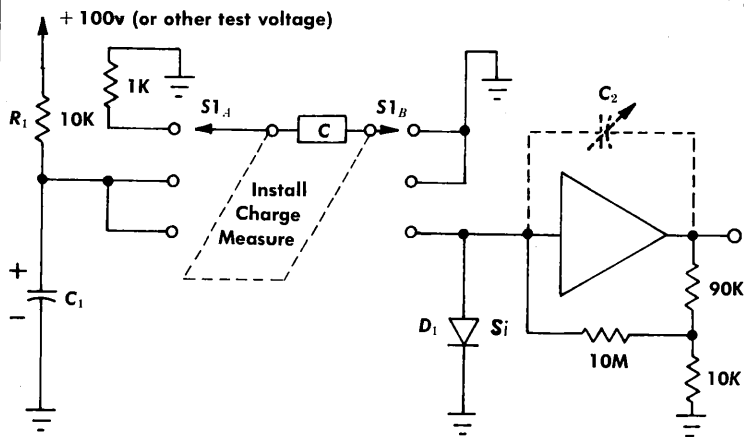 + 100v (or other test voltage)
1K
R₁
10K
S1A
C
S1B
C₂
Install
Charge
Measure
+
C₁
−
D₁
Si
90K
10M
10K